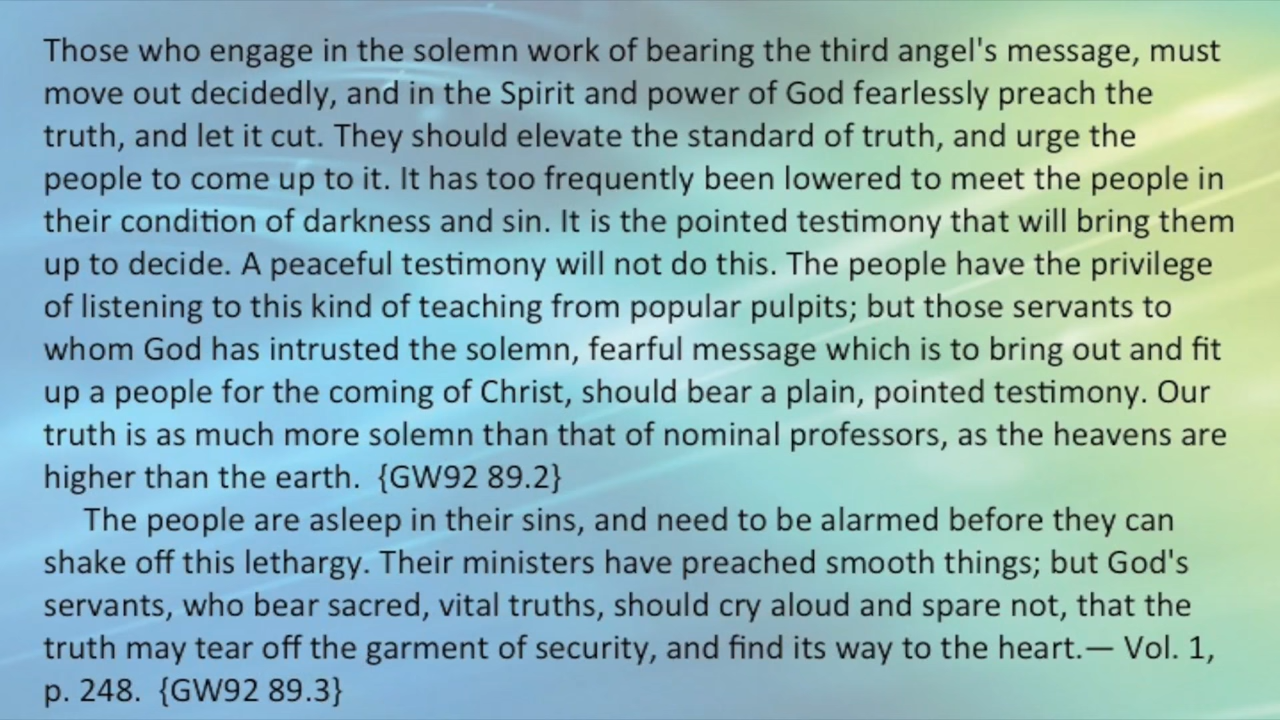 Those who engage in the solemn work of bearing the third angel's message, must
move out decidedly, and in the Spirit and power of God fearlessly preach the
truth, and let it cut. They should elevate the standard of truth, and urge the
people to come up to it. It has too frequently been lowered to meet the people in
their condition of darkness and sin. It is the pointed testimony that will bring them
up to decide. A peaceful testimony will not do this. The people have the privilege
of listening to this kind of teaching from popular pulpits; but those servants to
whom God has intrusted the solemn, fearful message which is to bring out and fit
up a people for the coming of Christ, should bear a plain, pointed testimony. Our
truth is as much more solemn than that of nominal professors, as the heavens are
higher than the earth.  {GW92 89.2}
The people are asleep in their sins, and need to be alarmed before they can
shake off this lethargy. Their ministers have preached smooth things; but God's
servants, who bear sacred, vital truths, should cry aloud and spare not, that the
truth may tear off the garment of security, and find its way to the heart.— Vol. 1,
p. 248.  {GW92 89.3}